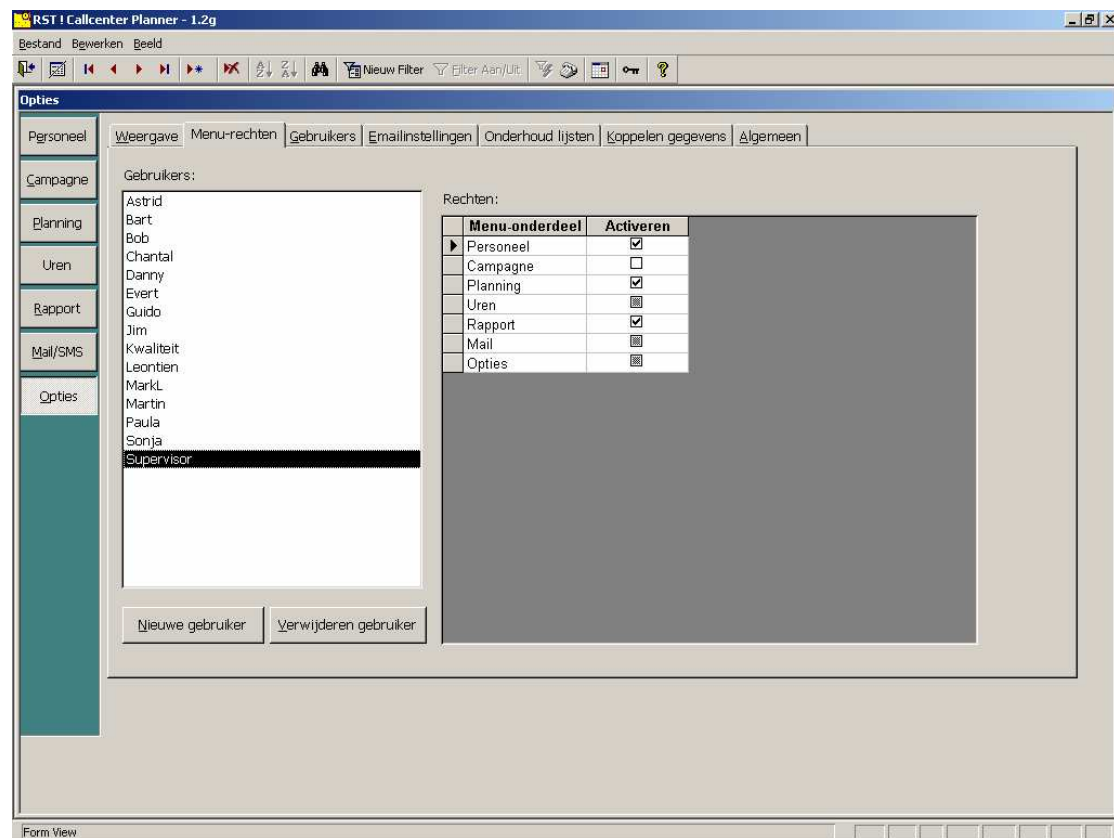 RST ! Callcenter Planner - 1.2g
Bestand Bewerken Beeld
Nieuw Filter Filter Aan/Uit
Opties
Personeel
Campagne
Planning
Uren
Rapport
Mail/SMS
Opties
Weergave Menu-rechten Gebruikers Emailinstellingen Onderhoud lijsten Koppelen gegevens Algemeen
Gebruikers:
Astrid
Bart
Bob
Chantal
Danny
Evert
Guido
Jim
Kwaliteit
Leontien
MarkL
Martin
Paula
Sonja
Supervisor
Nieuwe gebruiker Verwijderen gebruiker
Rechten:
Menu-onderdeel Activeren
Personeel
Campagne
Planning
Uren
Rapport
Mail
Opties
Form View